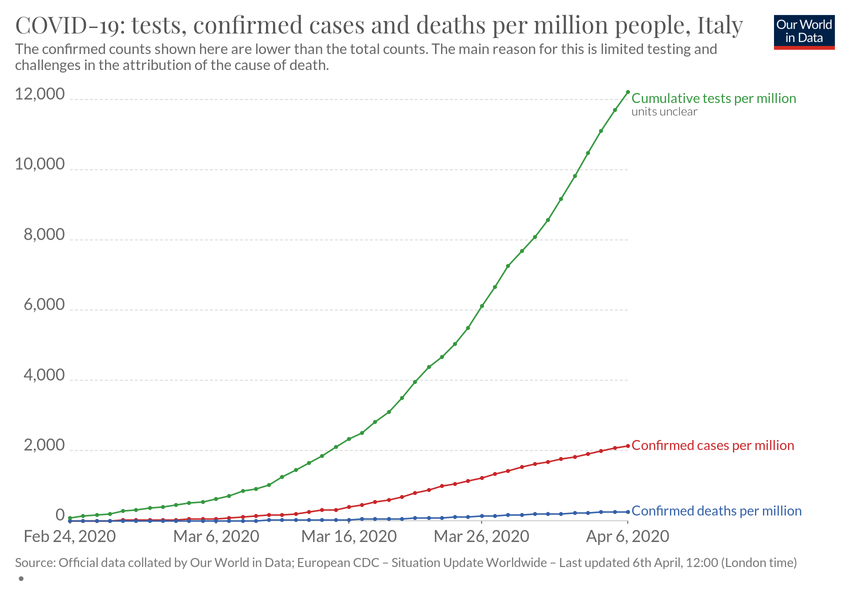 COVID-19: tests, confirmed cases and deaths per million people, Italy
Our World
in Data
The confirmed counts shown here are lower than the total counts. The main reason for this is limited testing and
challenges in the attribution of the cause of death.
12,000
Cumulative tests per million
units unclear
10,000
8,000
6,000
4,000
2,000
Confirmed cases per million
0
Confirmed deaths per million
Feb 24, 2020
Mar 6, 2020
Mar 16, 2020
Mar 26, 2020
Apr 6, 2020
Source: Official data collated by Our World in Data; European CDC – Situation Update Worldwide – Last updated 6th April, 12:00 (London time)
•